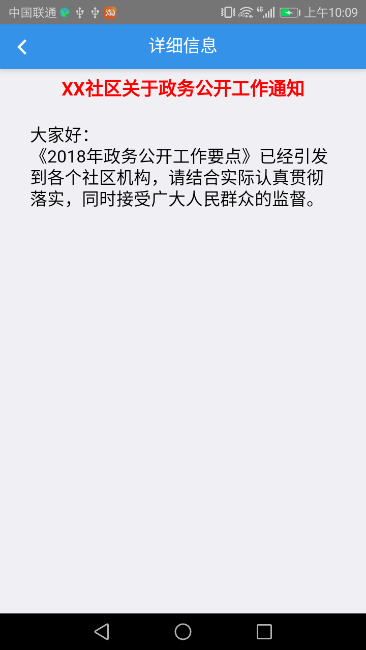 中国联通 上午10:09
详细信息
XX社区关于政务公开工作通知
大家好：
《2018年政务公开工作要点》已经引发
到各个社区机构，请结合实际认真贯彻
落实，同时接受广大人民群众的监督。